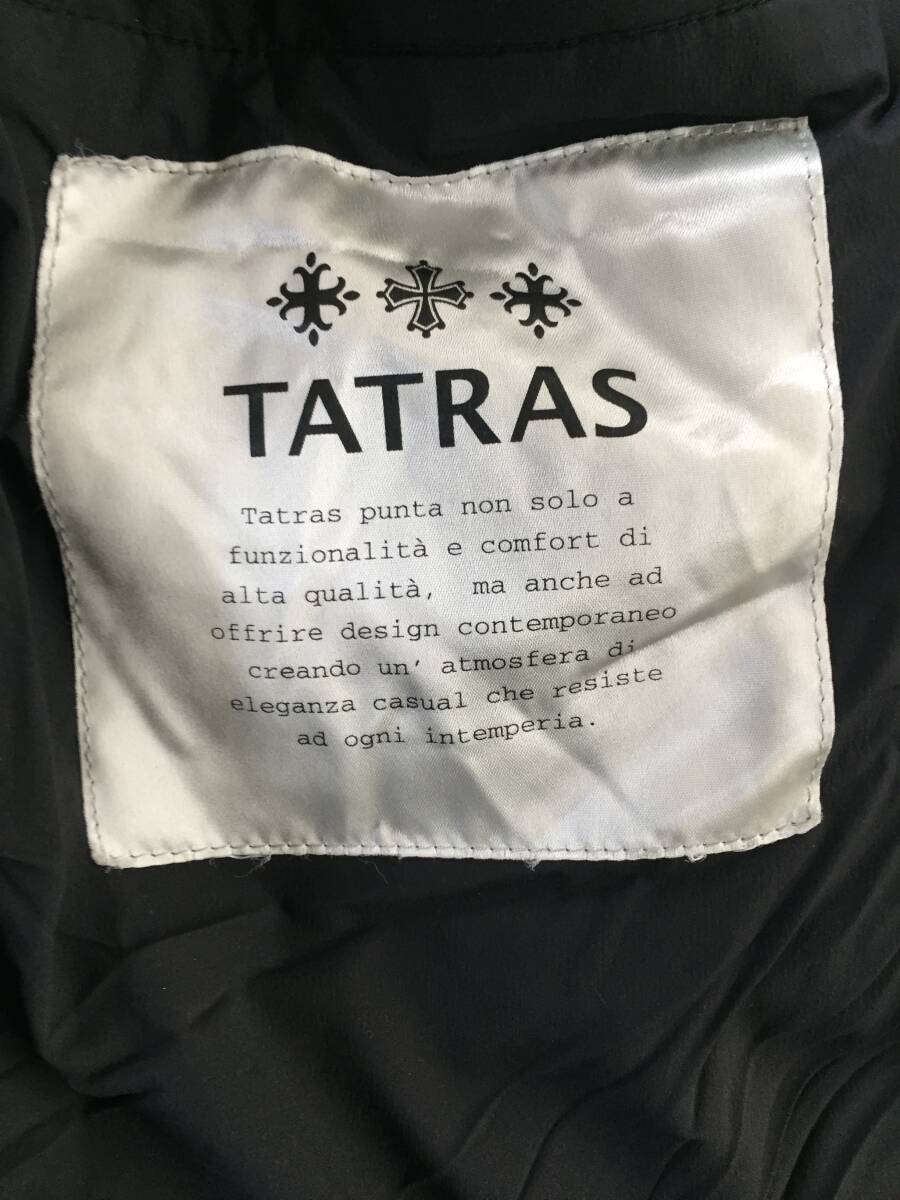 TATRAS
Tatras punta non solo a
funzionalità e comfort di
alta qualità, ma anche ad
offrire design contemporaneo
creando un' atmosfera di
eleganza casual che resiste
ad ogni intemperia.